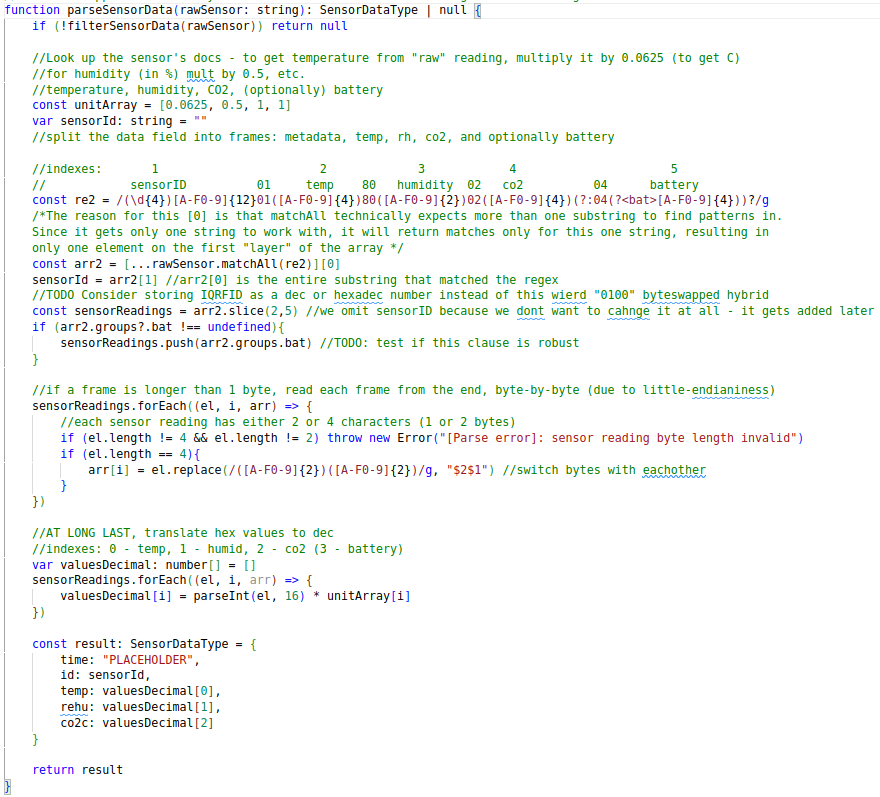 function parseSensorData(rawSensor: string): SensorDataType | null {
    if (!filterSensorData(rawSensor)) return null

    //Look up the sensor's docs - to get temperature from "raw" reading, multiply it by 0.0625 (to get C)
    //for humidity (in %) mult by 0.5, etc.
    //temperature, humidity, CO2, (optionally) battery
    const unitArray = [0.0625, 0.5, 1, 1]
    var sensorId: string = ""
    //split the data field into frames: metadata, temp, rh, co2, and optionally battery

    //indexes:       1                       2             3            4                      5
    //            sensorID          01     temp    80   humidity  02   co2          04      battery
    const re2 = /(\d{4})[A-F0-9]{12}01([A-F0-9]{4})80([A-F0-9]{2})02([A-F0-9]{4})(?:04(?<bat>[A-F0-9]{4}))?/g
    /*The reason for this [0] is that matchAll technically expects more than one substring to find patterns in.
    Since it gets only one string to work with, it will return matches only for this one string, resulting in
    only one element on the first "layer" of the array */
    const arr2 = [...rawSensor.matchAll(re2)][0]
    sensorId = arr2[1] //arr2[0] is the entire substring that matched the regex
    //TODO Consider storing IQRFID as a dec or hexadec number instead of this wierd "0100" byteswapped hybrid
    const sensorReadings = arr2.slice(2,5) //we omit sensorID because we dont want to cahnge it at all - it gets added later
    if (arr2.groups?.bat !== undefined){
        sensorReadings.push(arr2.groups.bat) //TODO: test if this clause is robust
    }

    //if a frame is longer than 1 byte, read each frame from the end, byte-by-byte (due to little-endianiness)
    sensorReadings.forEach((el, i, arr) => {
        //each sensor reading has either 2 or 4 characters (1 or 2 bytes)
        if (el.length != 4 && el.length != 2) throw new Error("[Parse error]: sensor reading byte length invalid")
        if (el.length == 4){
            arr[i] = el.replace(/([A-F0-9]{2})([A-F0-9]{2})/g, "$2$1") //switch bytes with eachother
        }
    })

    //AT LONG LAST, translate hex values to dec
    //indexes: 0 - temp, 1 - humid, 2 - co2 (3 - battery)
    var valuesDecimal: number[] = []
    sensorReadings.forEach((el, i, arr) => {
        valuesDecimal[i] = parseInt(el, 16) * unitArray[i]
    })

    const result: SensorDataType = {
        time: "PLACEHOLDER",
        id: sensorId,
        temp: valuesDecimal[0],
        rehu: valuesDecimal[1],
        co2c: valuesDecimal[2]
    }

    return result
}